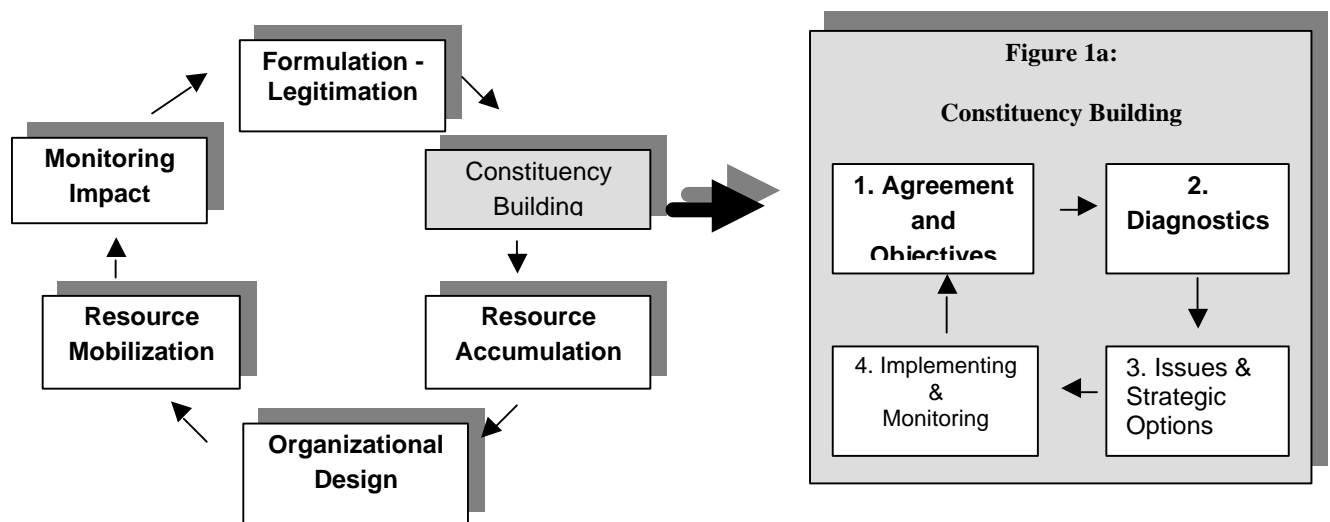 Formulation -
Legitimation
Constituency
Building
Resource
Accumulation
Organizational
Design
Resource
Mobilization
Monitoring
Impact
Figure 1a:
Constituency Building
1. Agreement
and
Objectives
2.
Diagnostics
3. Issues &
Strategic
Options
4. Implementing
&
Monitoring